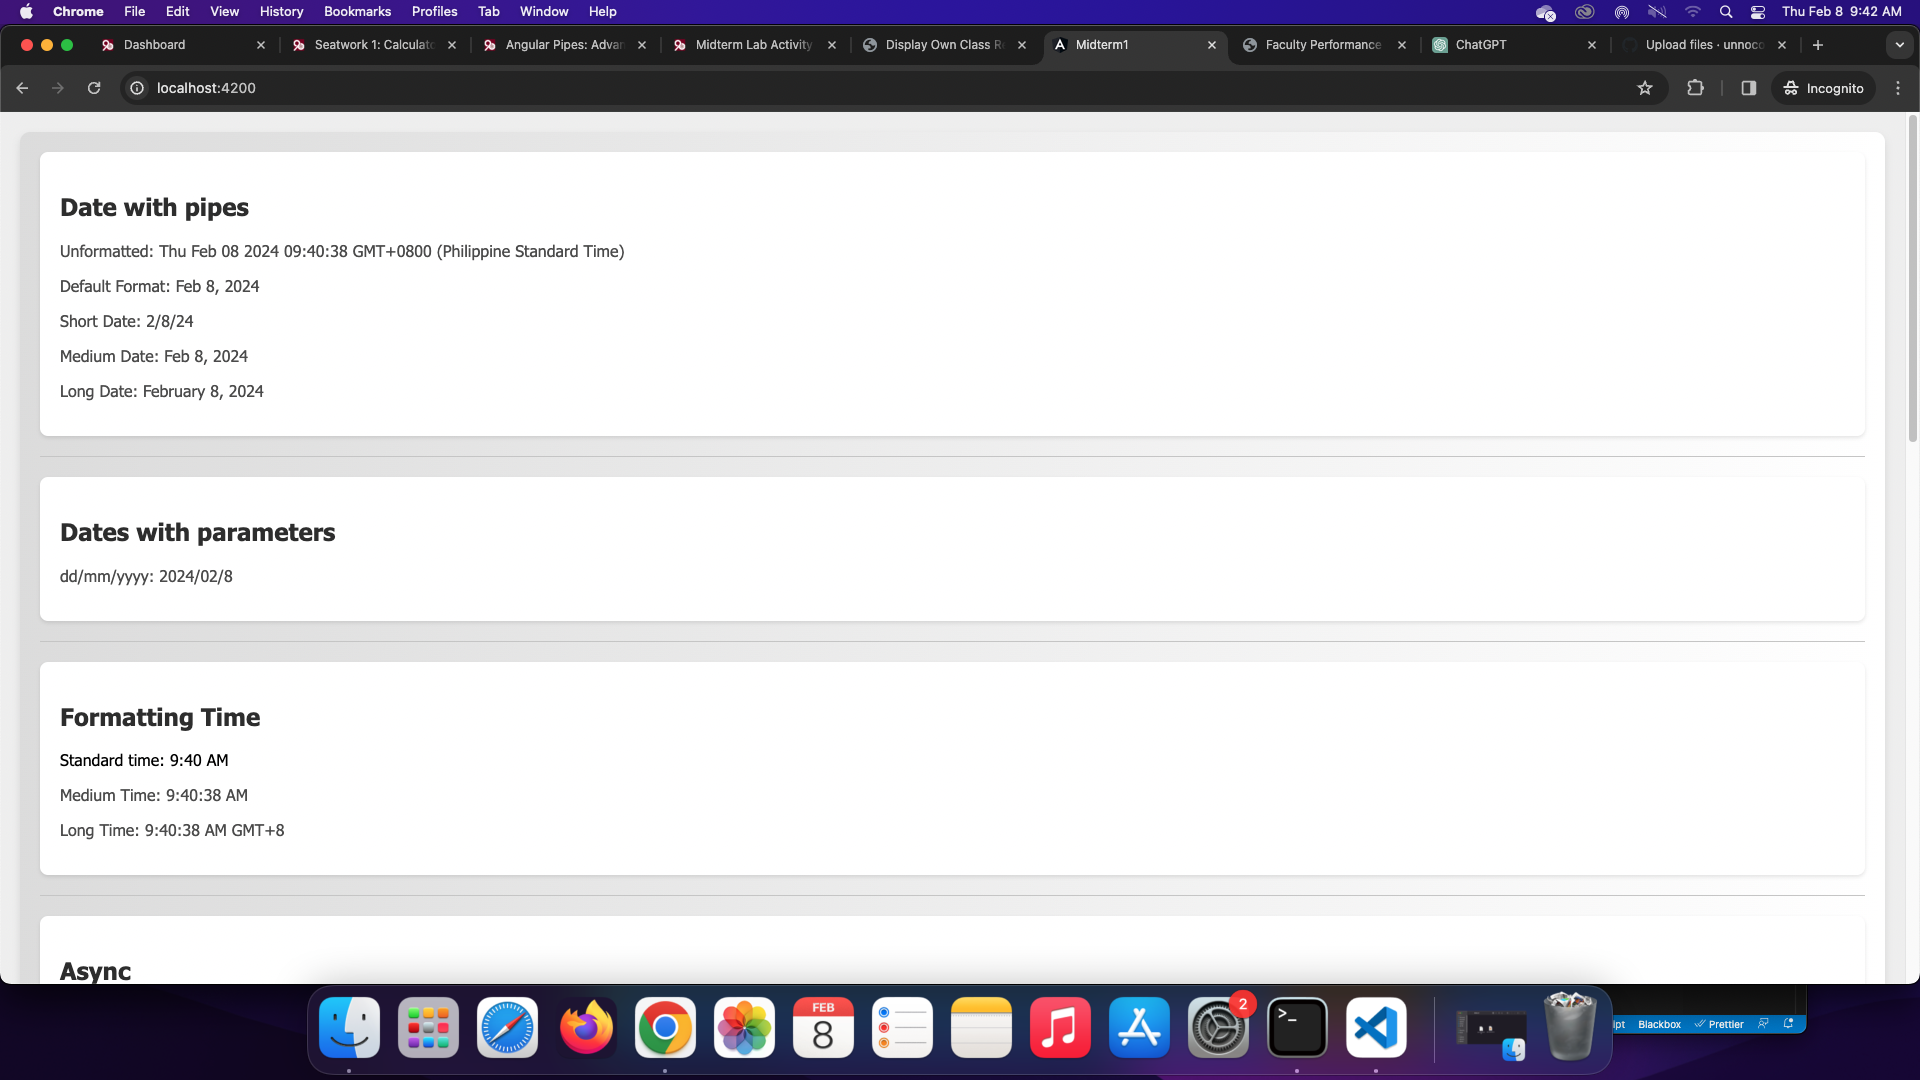 Chrome File Edit View History Bookmarks Profiles Tab Window Help Thu Feb 8 9:42 AM
Dashboard Seatwork 1: Calculato Angular Pipes: Advan Midterm Lab Activity Display Own Class Re Midterm1 Faculty Performance ChatGPT Upload files · unnoco
localhost:4200 Incognito
Date with pipes
Unformatted: Thu Feb 08 2024 09:40:38 GMT+0800 (Philippine Standard Time)
Default Format: Feb 8, 2024
Short Date: 2/8/24
Medium Date: Feb 8, 2024
Long Date: February 8, 2024
Dates with parameters
dd/mm/yyyy: 2024/02/8
Formatting Time
Standard time: 9:40 AM
Medium Time: 9:40:38 AM
Long Time: 9:40:38 AM GMT+8
Async
FEB
8
2
>_
ipt Blackbox Prettier